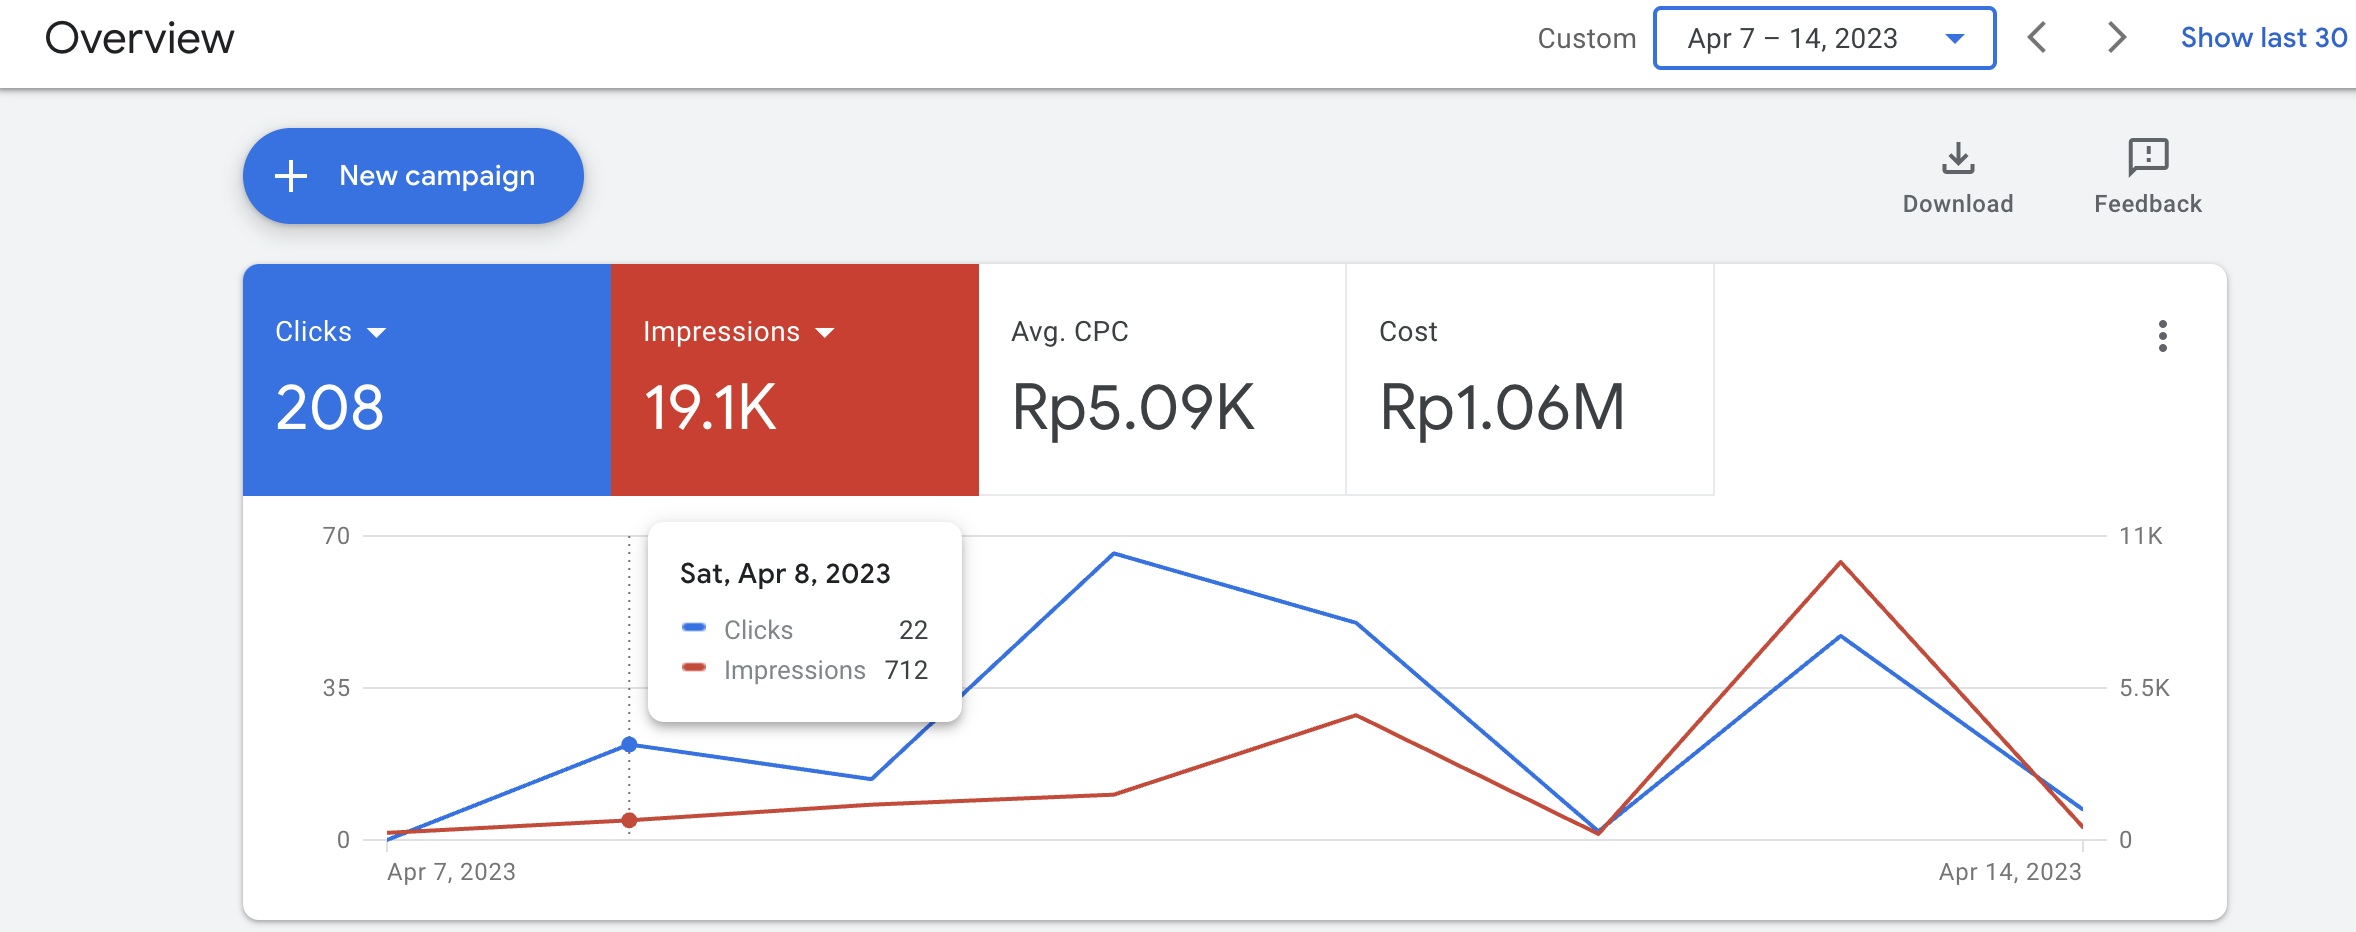 Overview
Custom
Apr 7 – 14, 2023
Show last 30
New campaign
Download
Feedback
Clicks
208
Impressions
19.1K
Avg. CPC
Rp5.09K
Cost
Rp1.06M
70
35
0
Sat, Apr 8, 2023
Clicks 22
Impressions 712
11K
5.5K
0
Apr 7, 2023
Apr 14, 2023